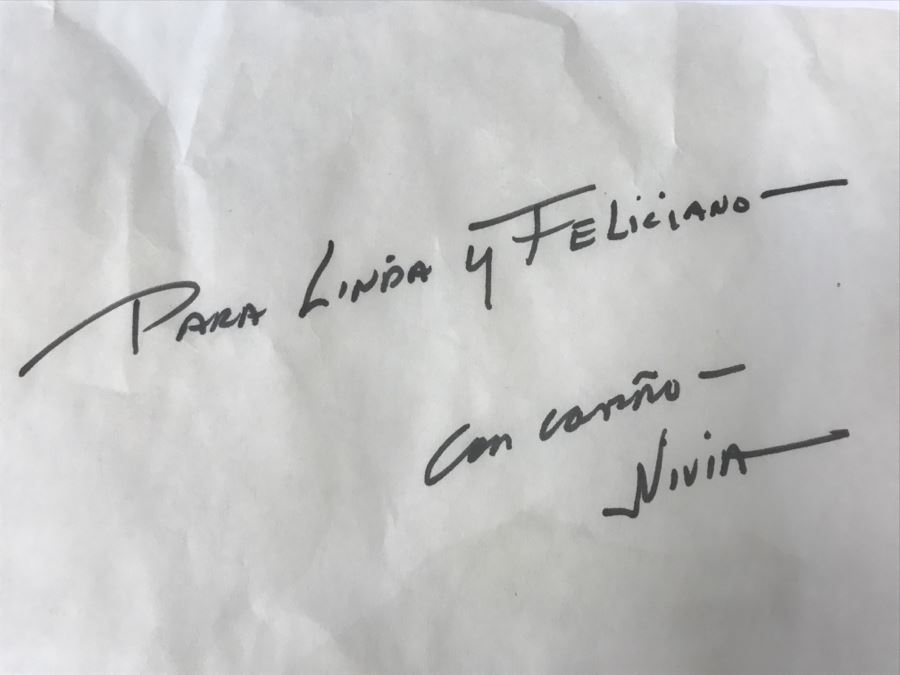 Para Linda y Feliciano —
Con cariño —
Nivia